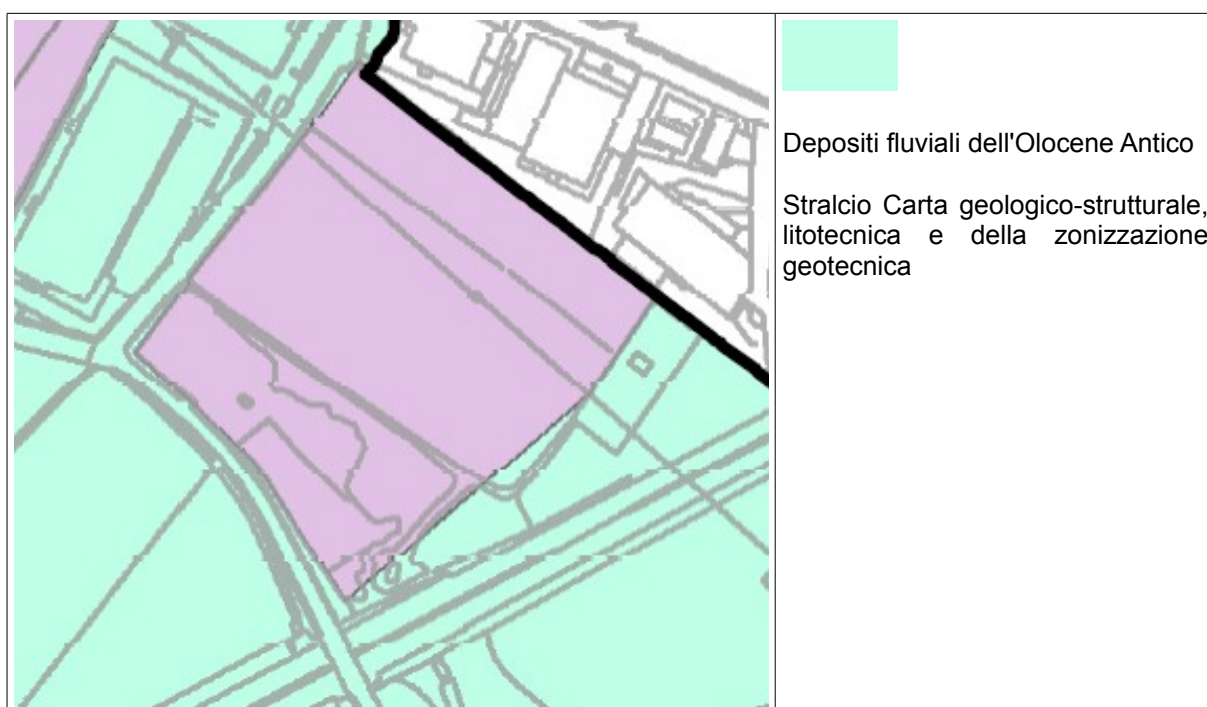 Depositi fluviali dell'Olocene Antico
Stralcio Carta geologico-strutturale,
litotecnica e della zonizzazione
geotecnica